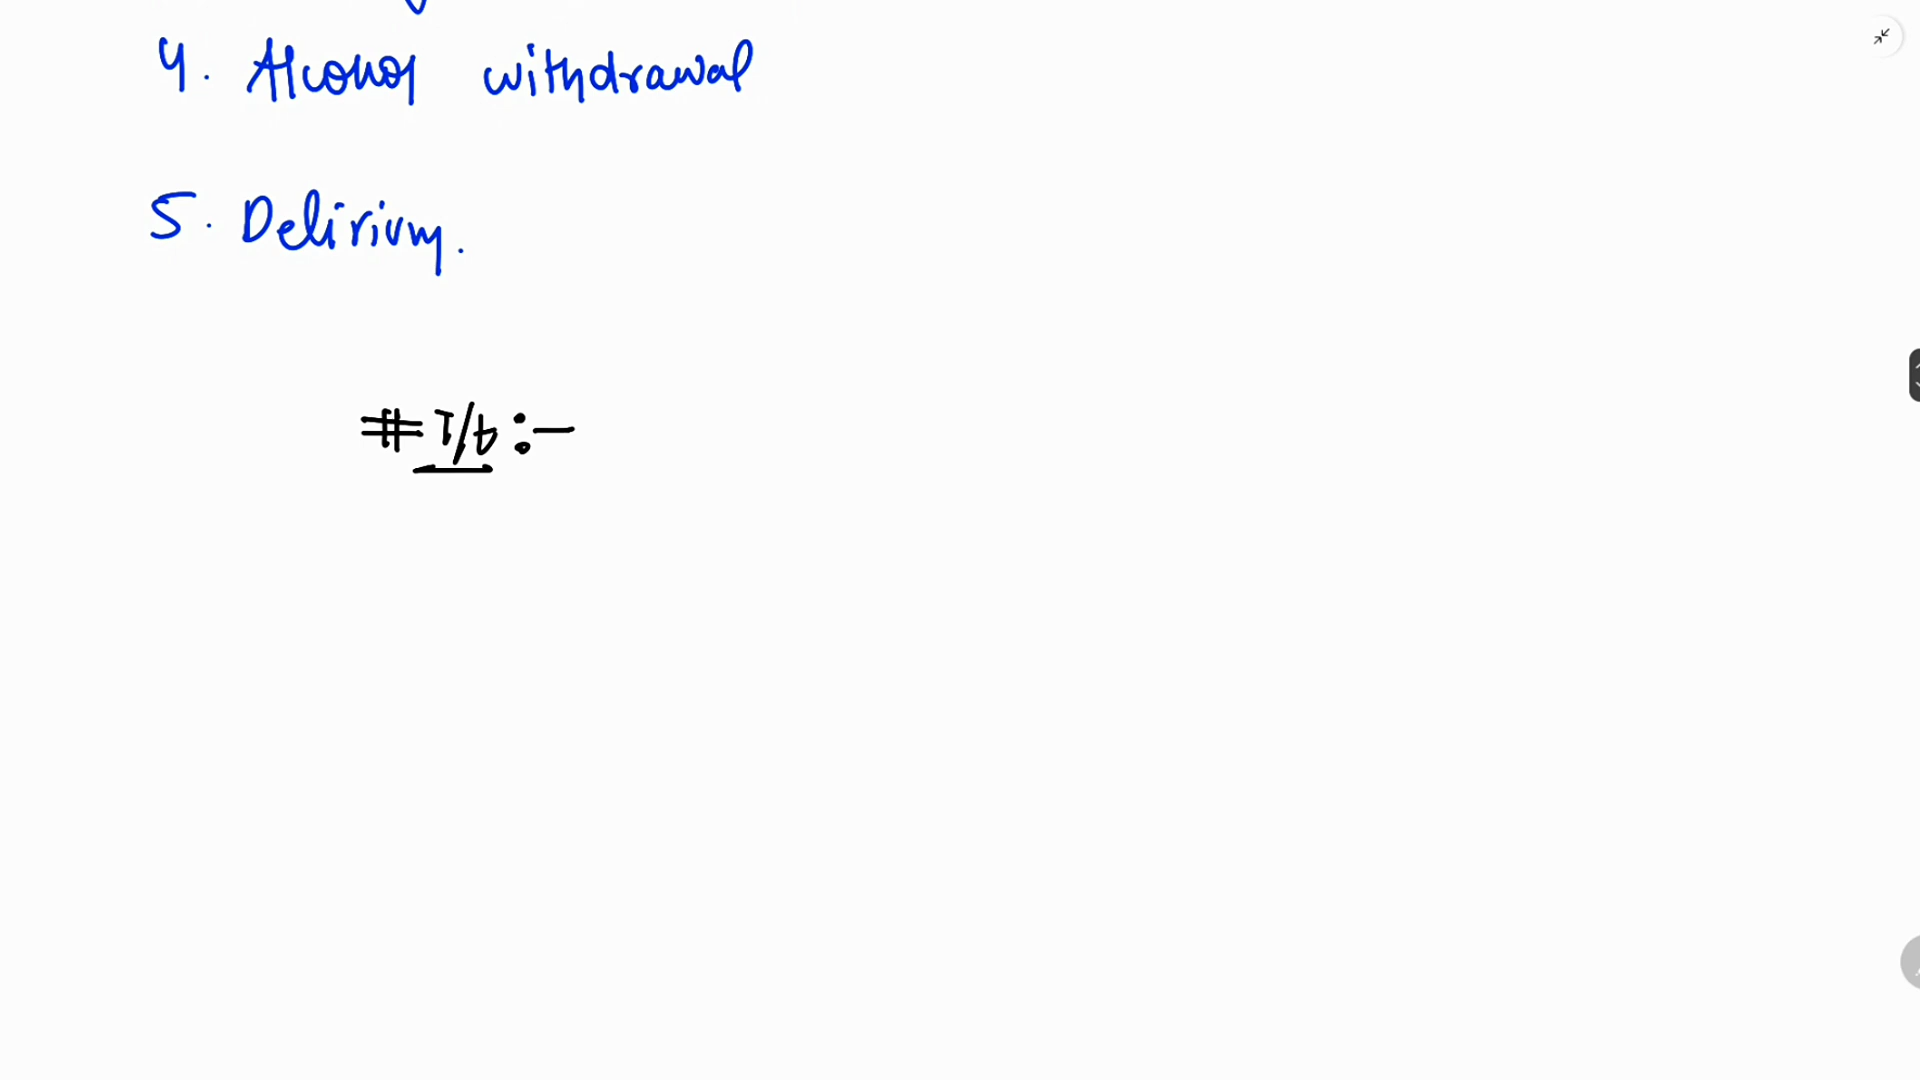 4. Alcohol withdrawal
5. Delirium.
# T/t :-